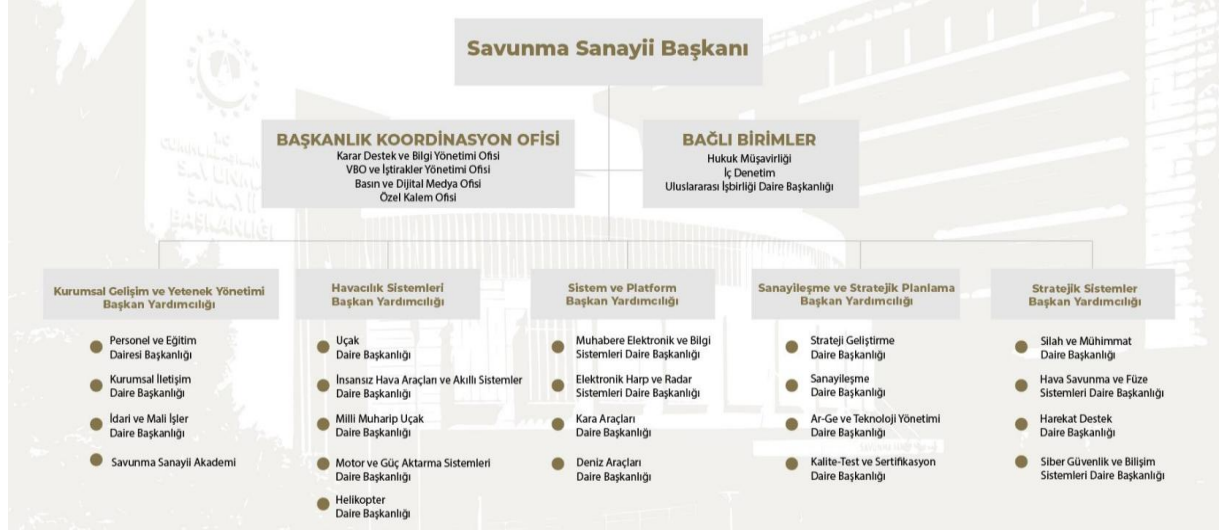 Savunma Sanayii Başkanı
BAŞKANLIK KOORDİNASYON OFİSİ
Karar Destek ve Bilgi Yönetimi Ofisi
VBO ve İştirakler Yönetimi Ofisi
Basın ve Dijital Medya Ofisi
Özel Kalem Ofisi
BAĞLI BİRİMLER
Hukuk Müşavirliği
İç Denetim
Uluslararası İşbirliği Daire Başkanlığı
T.C.
CUMHURBAŞKANLIĞI
SAVUNMA
SANAYİİ
BAŞKANLIĞI
Kurumsal Gelişim ve Yetenek Yönetimi
Başkan Yardımcılığı
Personel ve Eğitim
Dairesi Başkanlığı
Kurumsal İletişim
Daire Başkanlığı
İdari ve Mali İşler
Daire Başkanlığı
Savunma Sanayii Akademi
Havacılık Sistemleri
Başkan Yardımcılığı
Uçak
Daire Başkanlığı
İnsansız Hava Araçları ve Akıllı Sistemler
Milli Muharip Uçak
Daire Başkanlığı
Motor ve Güç Aktarma Sistemleri
Daire Başkanlığı
Helikopter
Daire Başkanlığı
Sistem ve Platform
Başkan Yardımcılığı
Muhabere Elektronik ve Bilgi
Sistemleri Daire Başkanlığı
Elektronik Harp ve Radar
Sistemleri Daire Başkanlığı
Kara Araçları
Daire Başkanlığı
Deniz Araçları
Daire Başkanlığı
Sanayileşme ve Stratejik Planlama
Başkan Yardımcılığı
Strateji Geliştirme
Daire Başkanlığı
Sanayileşme
Daire Başkanlığı
Ar-Ge ve Teknoloji Yönetimi
Daire Başkanlığı
Kalite-Test ve Sertifikasyon
Daire Başkanlığı
Stratejik Sistemler
Başkan Yardımcılığı
Silah ve Mühimmat
Daire Başkanlığı
Hava Savunma ve Füze
Sistemleri Daire Başkanlığı
Harekat Destek
Daire Başkanlığı
Siber Güvenlik ve Bilişim
Sistemleri Daire Başkanlığı